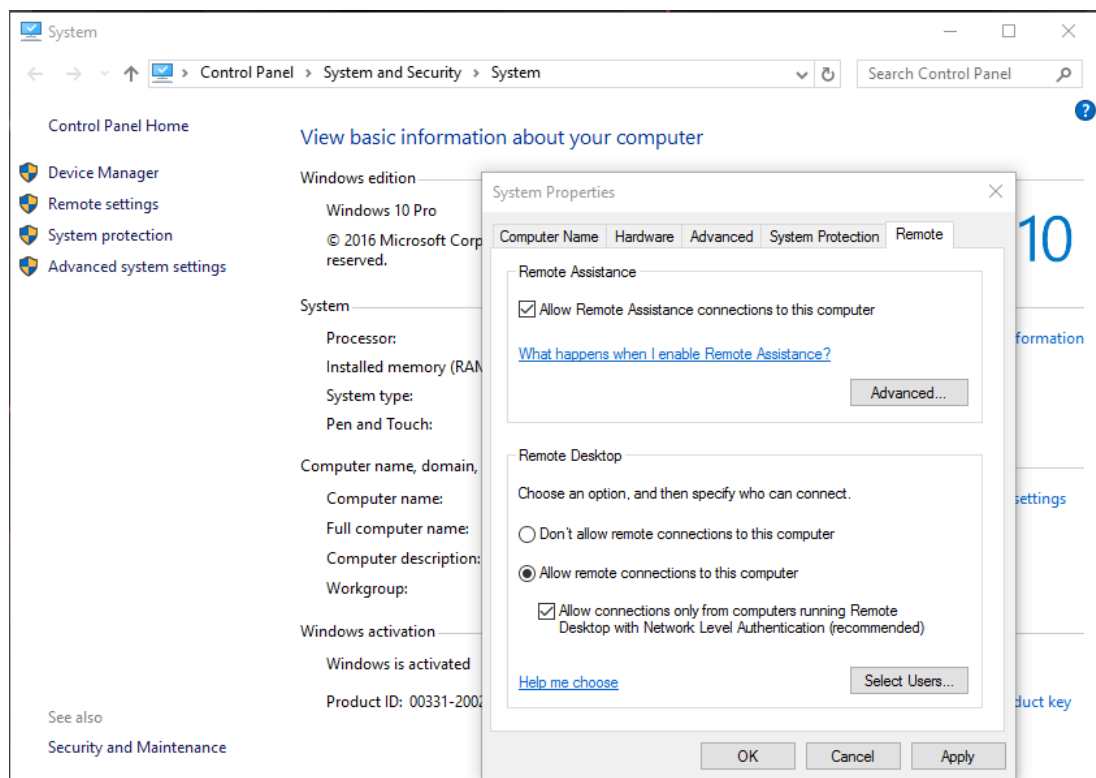 System
Control Panel > System and Security > System
Search Control Panel
?
Control Panel Home
Device Manager
Remote settings
System protection
Advanced system settings
See also
Security and Maintenance
View basic information about your computer
Windows edition
Windows 10 Pro
© 2016 Microsoft Corp
reserved.
10
System
Processor:
Installed memory (RAM
System type:
Pen and Touch:
formation
Computer name, domain,
Computer name:
Full computer name:
Computer description:
Workgroup:
settings
Windows activation
Windows is activated
Product ID: 00331-2002
duct key
System Properties
Computer Name
Hardware
Advanced
System Protection
Remote
Remote Assistance
Allow Remote Assistance connections to this computer
What happens when I enable Remote Assistance?
Advanced...
Remote Desktop
Choose an option, and then specify who can connect.
Don't allow remote connections to this computer
Allow remote connections to this computer
Allow connections only from computers running Remote
Desktop with Network Level Authentication (recommended)
Help me choose
Select Users...
OK
Cancel
Apply